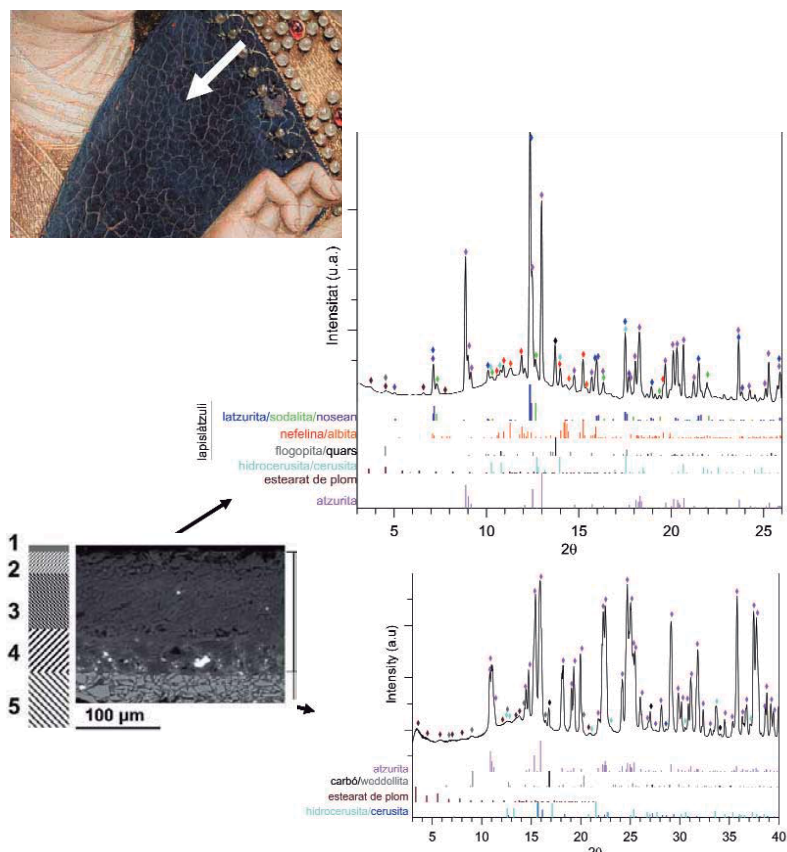 Intensitat (u.a.)
lapislàtzuli
latzurita/sodalita/nosean
nefelina/albita
flogopita/quars
hidrocerusita/cerusita
estearat de plom
atzurita
5 10 15 20 25
2θ
1
2
3
4
5
100 µm
Intensity (a.u)
atzurita
carbó/weddellita
estearat de plom
hidrocerusita/cerusita
5 10 15 20 25 30 35 40
2θ